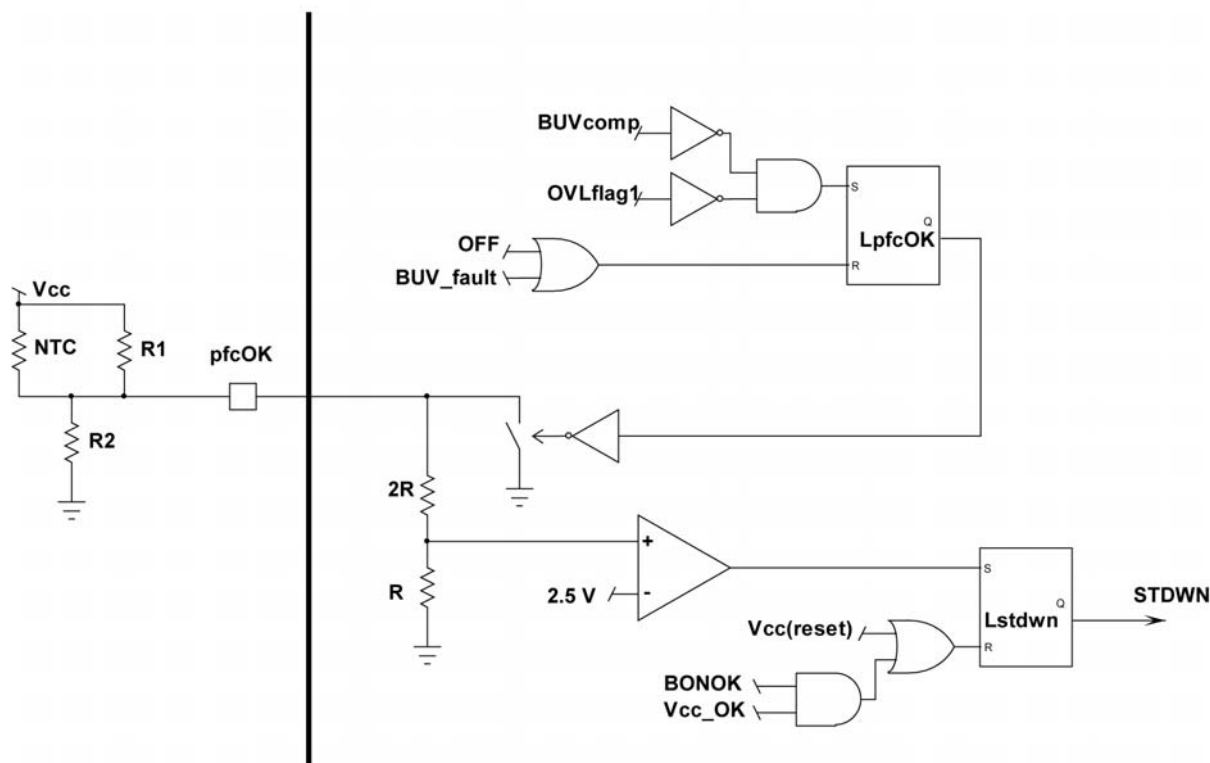 BUVcomp
OVLflag1
S
Q
LpfcOK
R
OFF
BUV_fault
Vcc
NTC
R1
pfcOK
R2
2R
+
R
2.5 V
-
S
Q
Lstdwn
R
STDWN
Vcc(reset)
BONOK
Vcc_OK